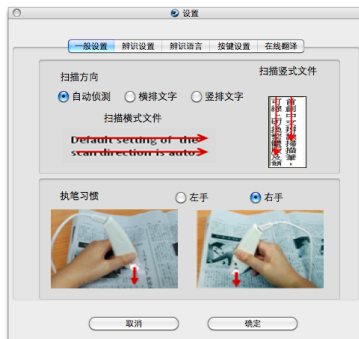 设置
一般设置 辨识设置 辨识语言 按键设置 在线翻译
扫描方向
扫描竖式文件
自动侦测 横排文字 竖排文字
扫描横式文件
Default setting of the
scan direction is auto
执笔习惯
左手 右手
取消 确定